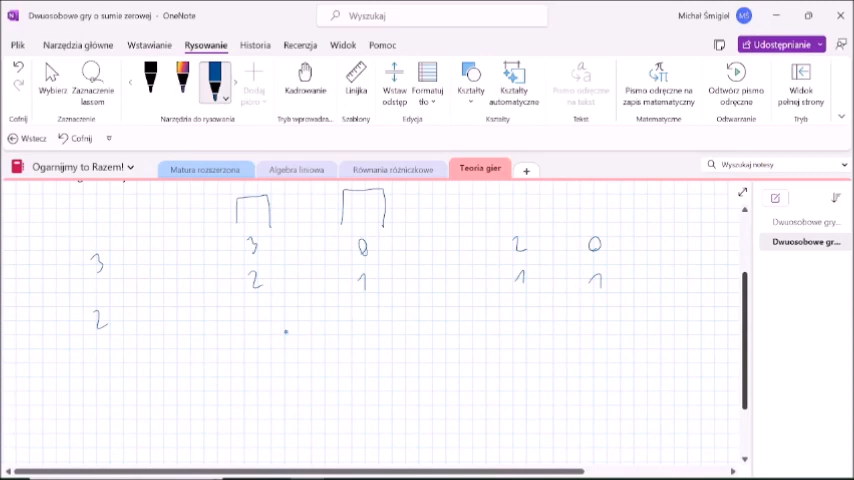 Dwuosobowe gry o sumie zerowej - OneNote
Wyszukaj
Michał Śmigiel
MŚ
Plik Narzędzia główne Wstawianie Rysowanie Historia Recenzja Widok Pomoc
Udostępnianie
Wybierz
Zaznaczenie lassem
Dodaj pióro
Kadrowanie
Linijka
Wstaw odstęp
Formatuj tło
Kształty
Kształty automatyczne
Pismo odręczne na tekst
Pismo odręczne na zapis matematyczny
Odtwórz pismo odręczne
Widok pełnej strony
Cofnij Zaznaczenie Narzędzia do rysowania Tryb wprowadza... Szablony Edycja Kształty Tekst Matematyczne Odtwarzanie Tryb
Wstecz Cofnij
Ogarnijmy to Razem!
Matura rozszerzona
Algebra liniowa
Równania różniczkowe
Teoria gier
+
Wyszukaj notesy
Dwuosobowe gry...
Dwuosobowe gr...
3 0 2 0
3
2 1 1 1
2